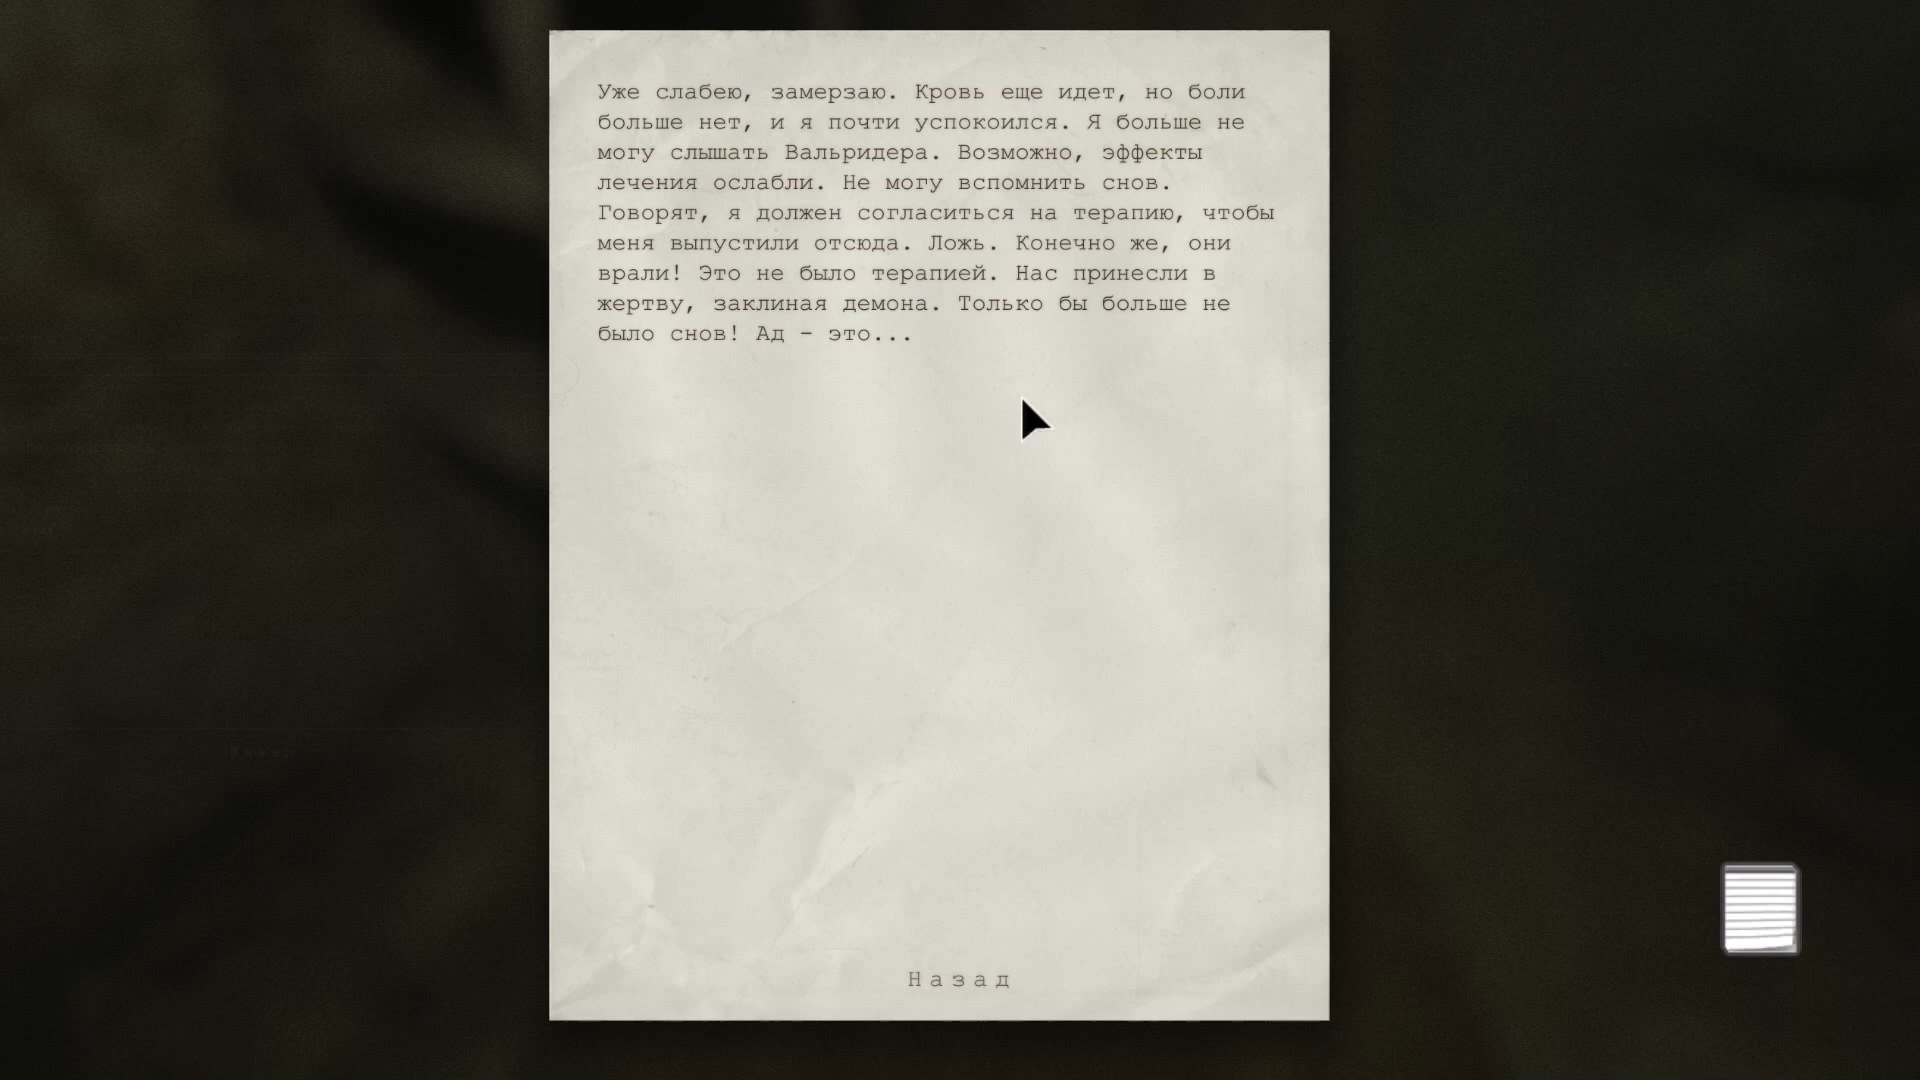 Уже слабею, замерзаю. Кровь еще идет, но боли
больше нет, и я почти успокоился. Я больше не
могу слышать Вальридера. Возможно, эффекты
лечения ослабли. Не могу вспомнить снов.
Говорят, я должен согласиться на терапию, чтобы
меня выпустили отсюда. Ложь. Конечно же, они
врали! Это не было терапией. Нас принесли в
жертву, заклиная демона. Только бы больше не
было снов! Ад - это...
Назад
Назад